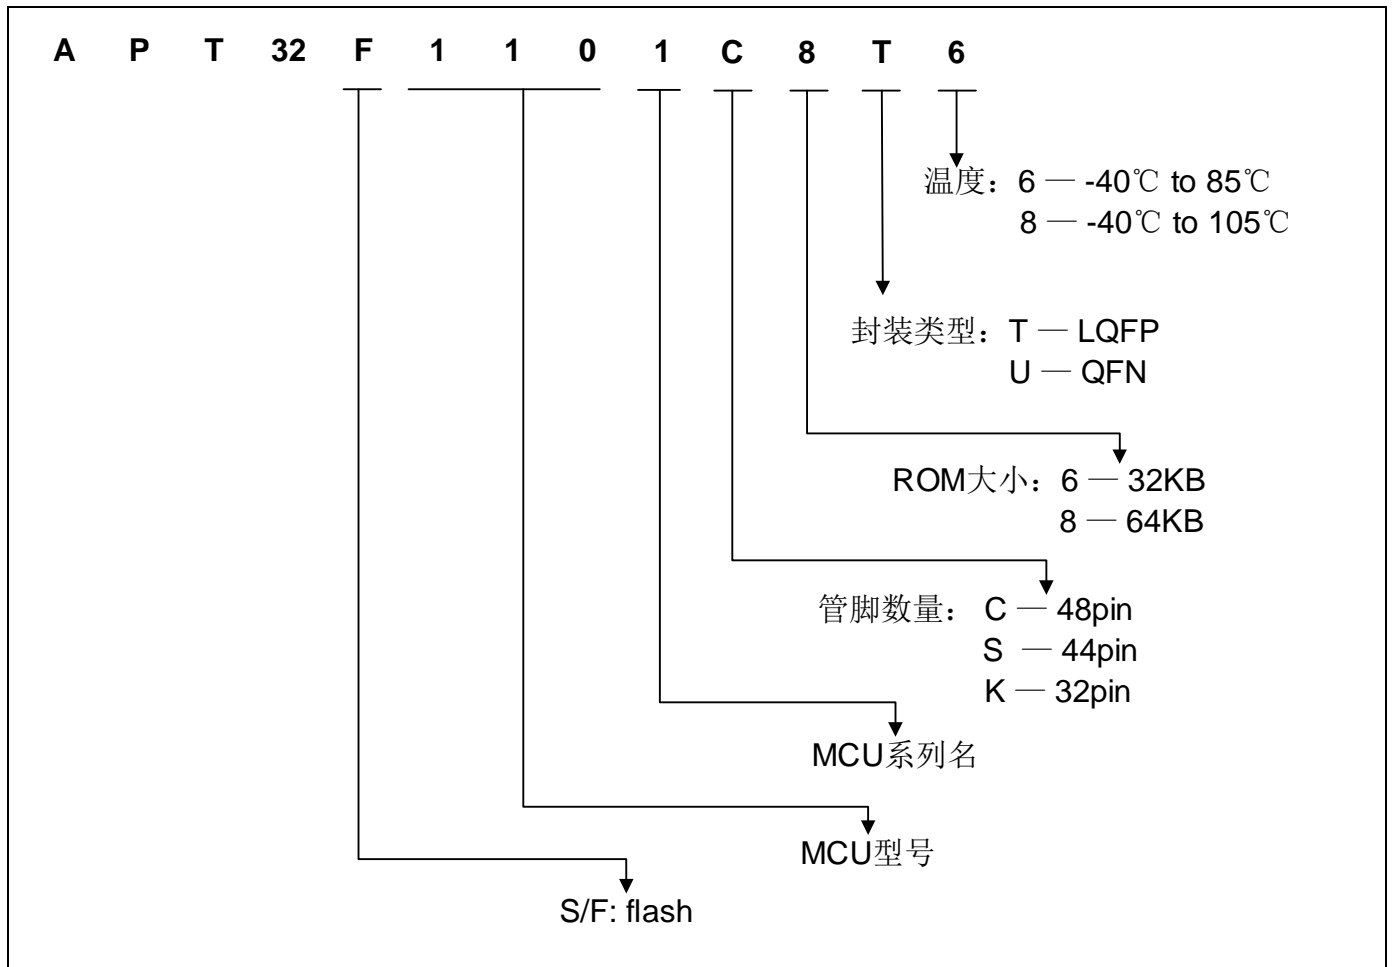 A P T 32 F 1 1 0 1 C 8 T 6
温度：6 — -40℃ to 85℃
8 — -40℃ to 105℃
封装类型：T — LQFP
U — QFN
ROM大小：6 — 32KB
8 — 64KB
管脚数量： C — 48pin
S — 44pin
K — 32pin
MCU系列名
MCU型号
S/F: flash